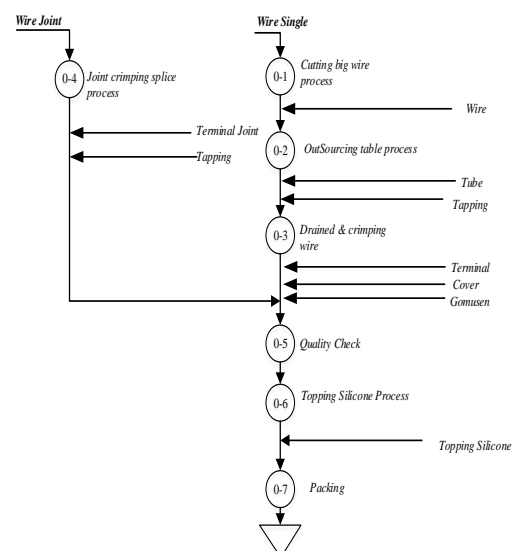 Wire Joint
Wire Single
0-4
Joint crimping splice
process
0-1
Cutting big wire
process
Wire
Terminal Joint
Tapping
0-2
OutSourcing table process
Tube
Tapping
0-3
Drained & crimping
wire
Terminal
Cover
Gomusen
0-5
Quality Check
0-6
Topping Silicone Process
Topping Silicone
0-7
Packing